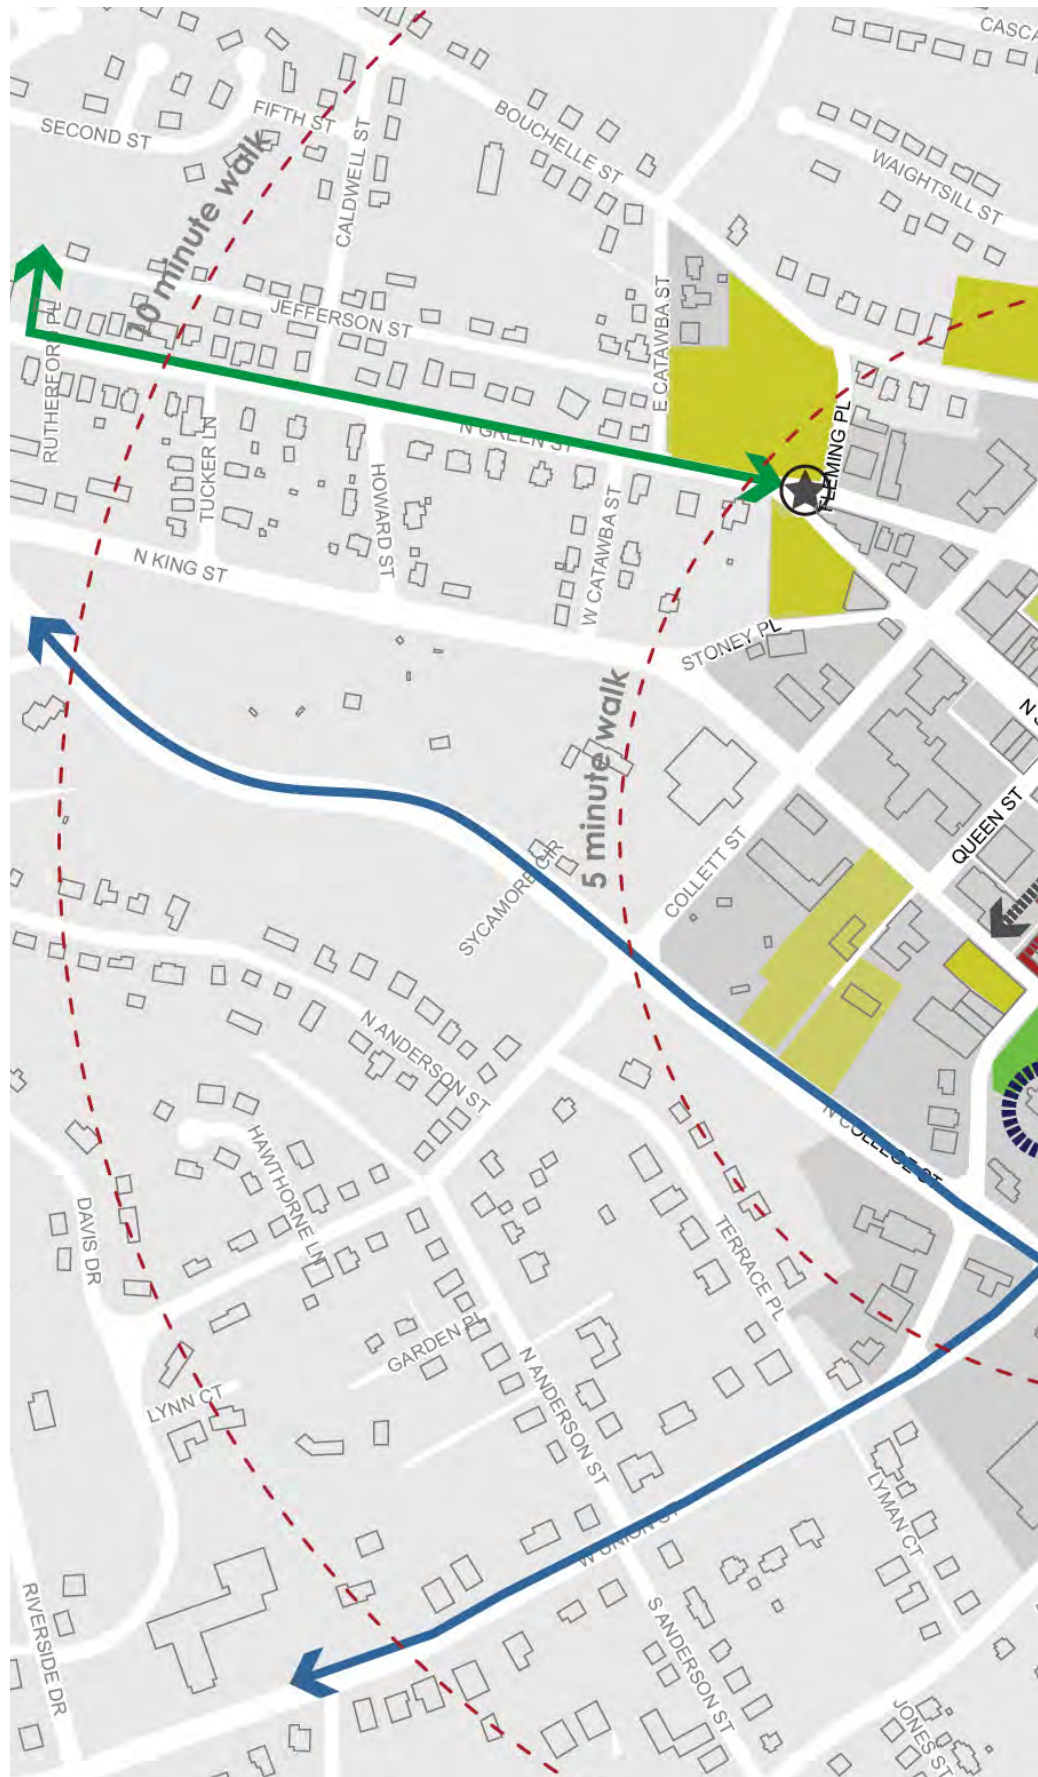 CASCA
SECOND ST
FIFTH ST
CALDWELL ST
BOUCHELLE ST
WAIGHTSILL ST
10 minute walk
JEFFERSON ST
E CATAWBA ST
RUTHERFORD PL
TUCKER LN
N GREEN ST
FLEMING PL
HOWARD ST
W CATAWBA ST
N KING ST
STONEY PL
5 minute walk
N S
QUEEN ST
COLLETT ST
SYCAMORE CIR
N ANDERSON ST
HAWTHORNE LN
N COLLEGE ST
DAVIS DR
TERRACE PL
GARDEN PL
LYNN CT
N ANDERSON ST
LYMAN CT
W UNION ST
RIVERSIDE DR
S ANDERSON ST
JONES ST